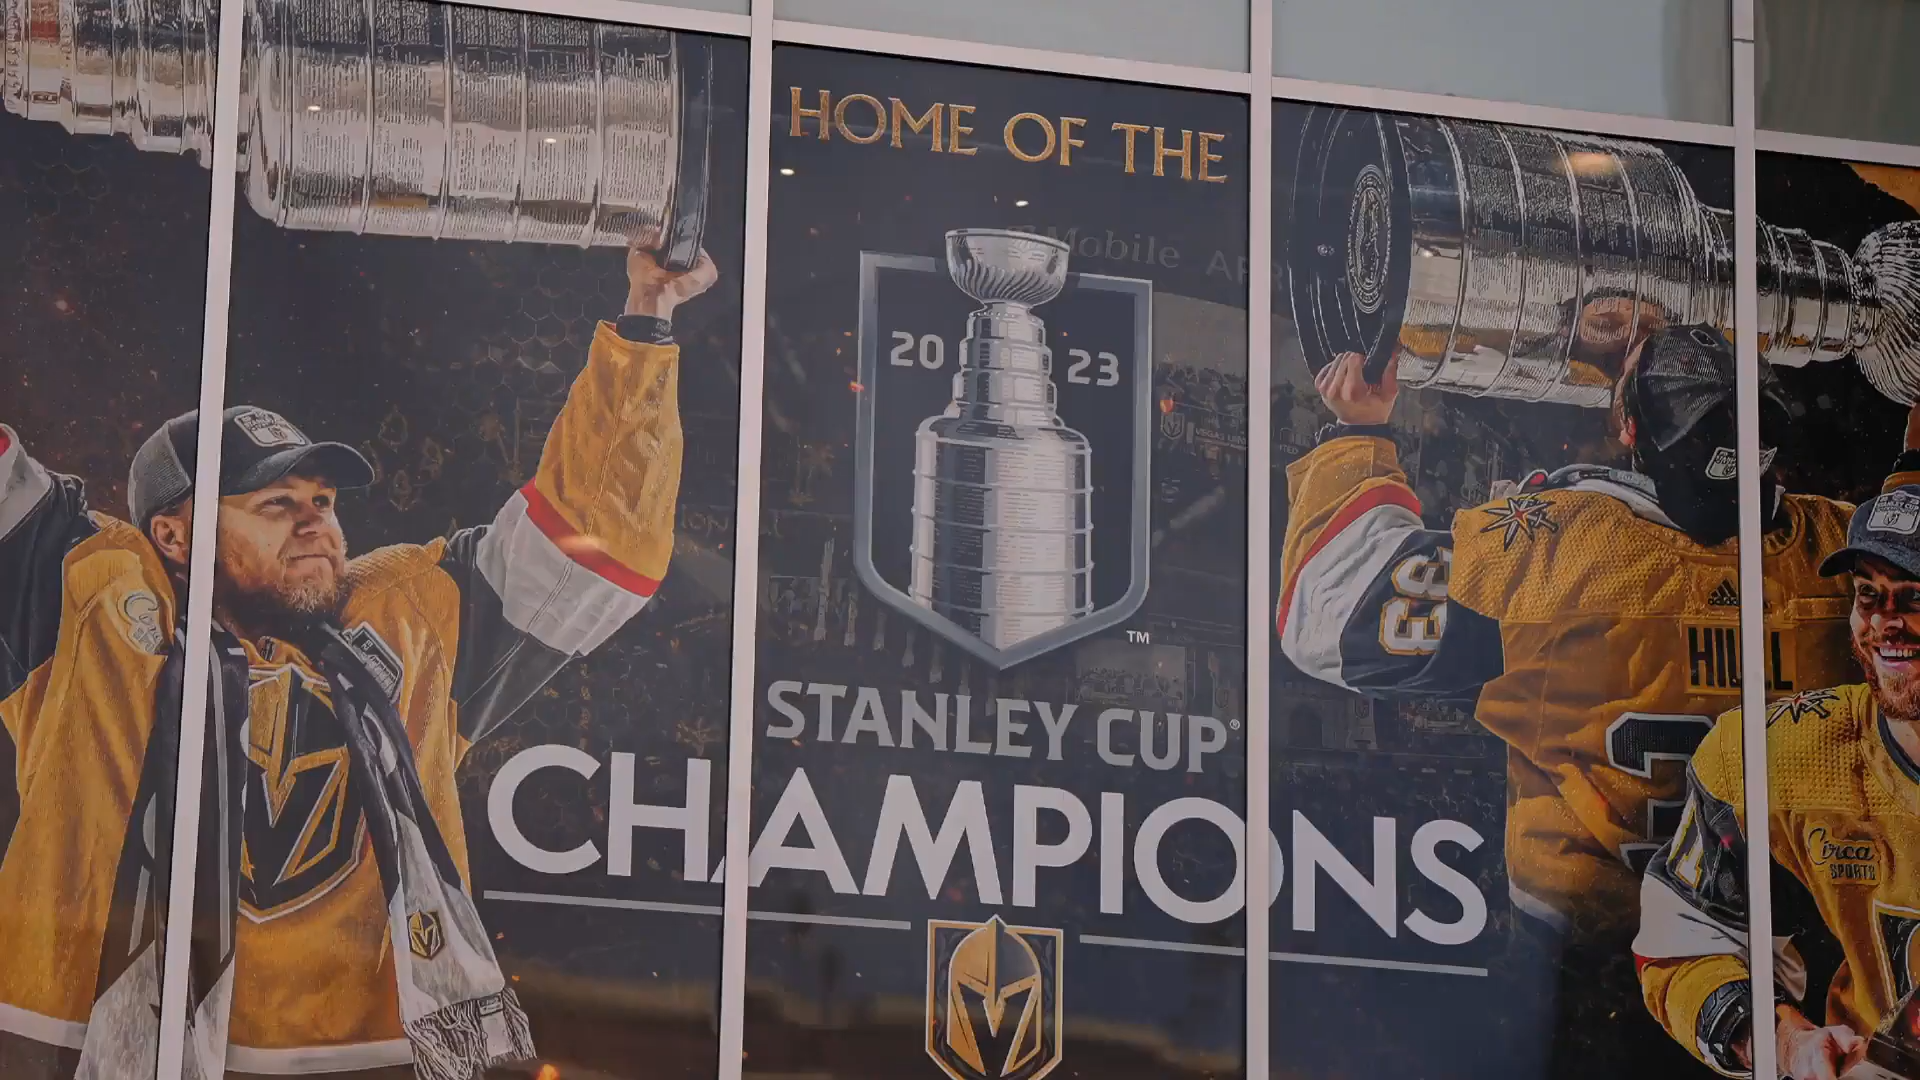 HOME OF THE
Mobile
20 23
TM
STANLEY CUP®
CHAMPIONS
33
HILL
Circa
SPORTS